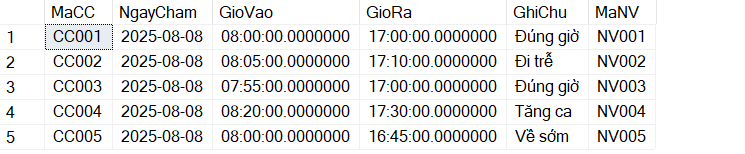 MaCC NgayCham GioVao GioRa GhiChu MaNV
1 CC001 2025-08-08 08:00:00.0000000 17:00:00.0000000 Đúng giờ NV001
2 CC002 2025-08-08 08:05:00.0000000 17:10:00.0000000 Đi trễ NV002
3 CC003 2025-08-08 07:55:00.0000000 17:00:00.0000000 Đúng giờ NV003
4 CC004 2025-08-08 08:20:00.0000000 17:30:00.0000000 Tăng ca NV004
5 CC005 2025-08-08 08:00:00.0000000 16:45:00.0000000 Về sớm NV005